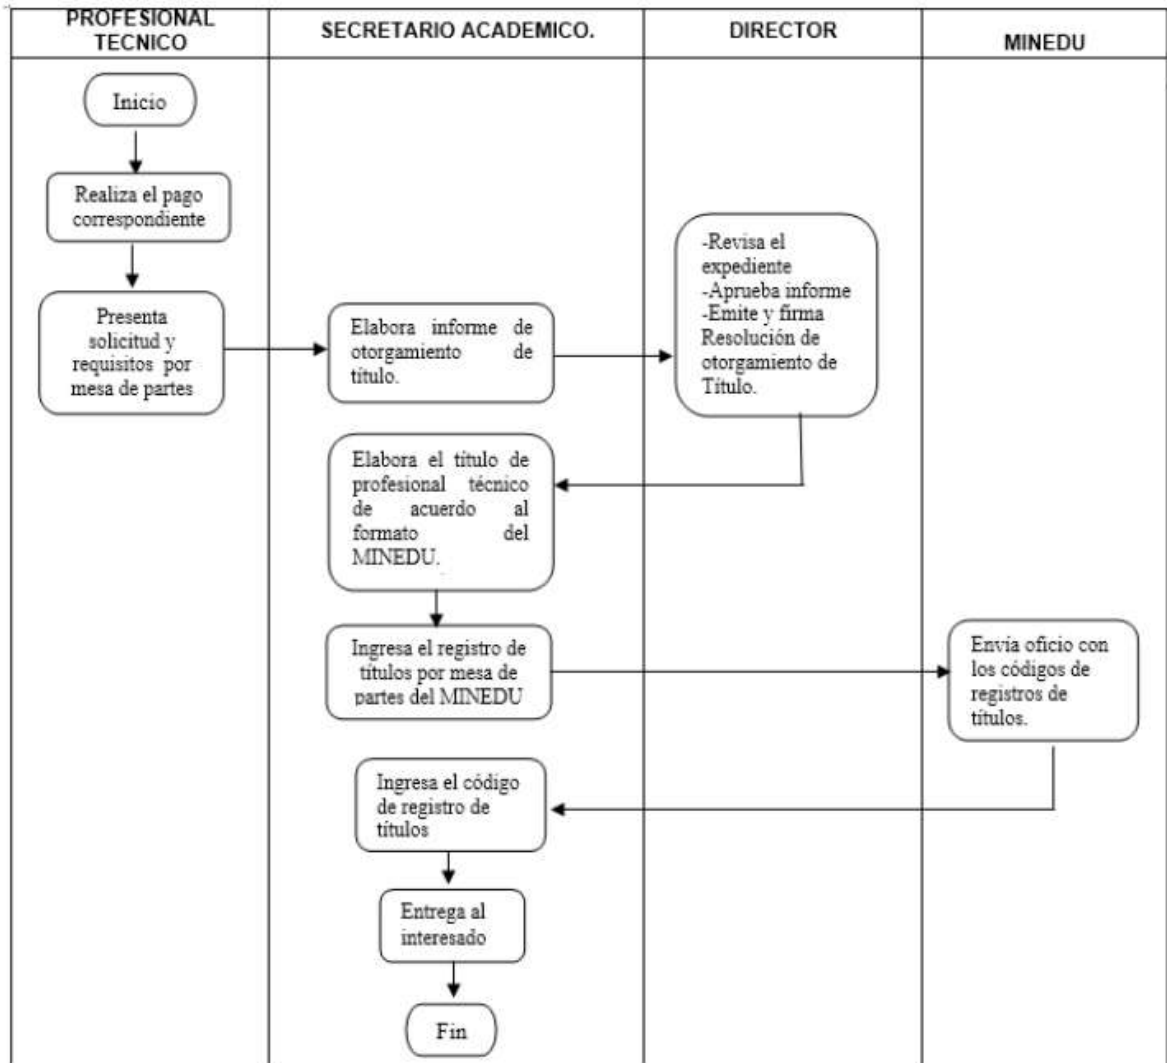 PROFESIONAL
TECNICO
SECRETARIO ACADEMICO.
DIRECTOR
MINEDU
Inicio
Realiza el pago
correspondiente
Presenta
solicitud y
requisitos por
mesa de partes
Elabora informe de
otorgamiento de
título.
-Revisa el
expediente
-Aprueba informe
-Emite y firma
Resolución de
otorgamiento de
Título.
Elabora el título de
profesional técnico
de acuerdo al
formato del
MINEDU.
Ingresa el registro de
títulos por mesa de
partes del MINEDU
Envía oficio con
los códigos de
registros de
títulos.
Ingresa el código
de registro de
títulos
Entrega al
interesado
Fin